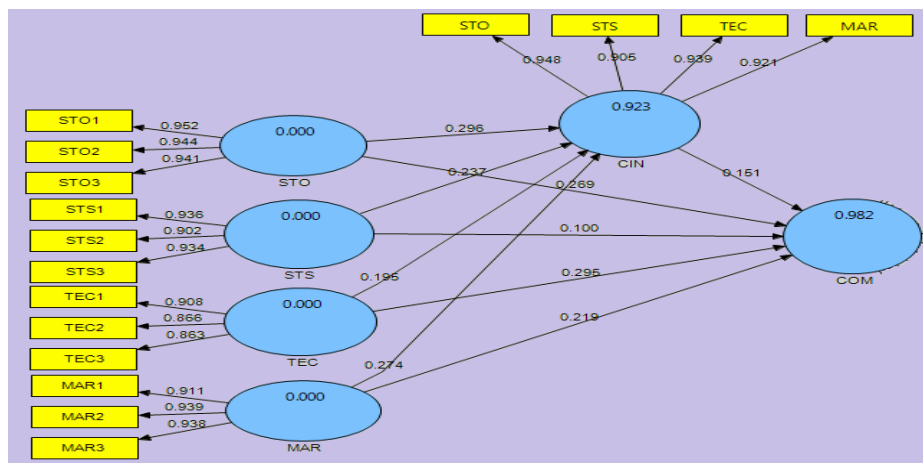 STO STS TEC MAR
0.948 0.905 0.939 0.921
0.923
CIN
STO1
STO2
STO3
0.952
0.944
0.941
0.000
STO
0.296
0.237
0.269
0.151
STS1
STS2
STS3
0.936
0.902
0.934
0.000
STS
0.100
0.982
COM
TEC1
TEC2
TEC3
0.908
0.866
0.863
0.000
TEC
0.195
0.295
0.219
MAR1
MAR2
MAR3
0.911
0.939
0.938
0.000
MAR
0.274